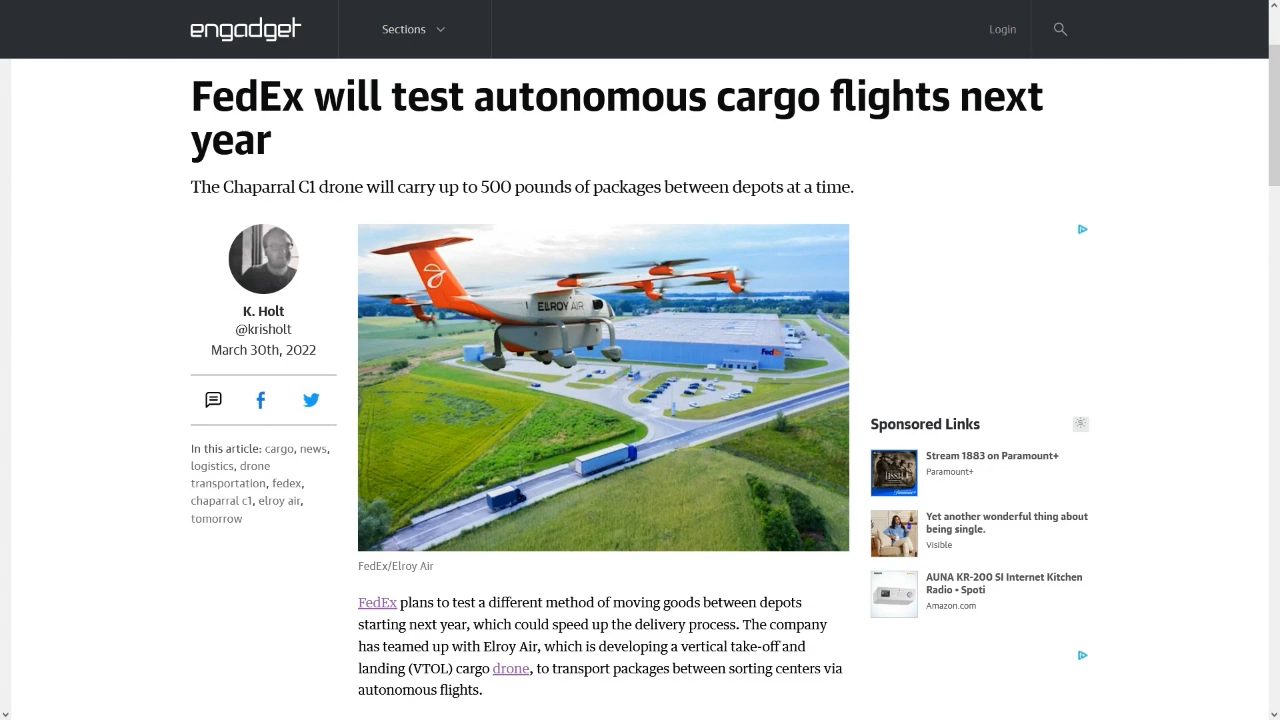 engadget
Sections
Login
FedEx will test autonomous cargo flights next
year
The Chaparral C1 drone will carry up to 500 pounds of packages between depots at a time.
K. Holt
@krisholt
March 30th, 2022
In this article: cargo, news,
logistics, drone
transportation, fedex,
chaparral c1, elroy air,
tomorrow
ELROY AIR
FedEx
FedEx/Elroy Air
FedEx plans to test a different method of moving goods between depots
starting next year, which could speed up the delivery process. The company
has teamed up with Elroy Air, which is developing a vertical take-off and
landing (VTOL) cargo drone, to transport packages between sorting centers via
autonomous flights.
Sponsored Links
Stream 1883 on Paramount+
Paramount+
Yet another wonderful thing about
being single.
Visible
AUNA KR-200 SI Internet Kitchen
Radio • Spoti
Amazon.com